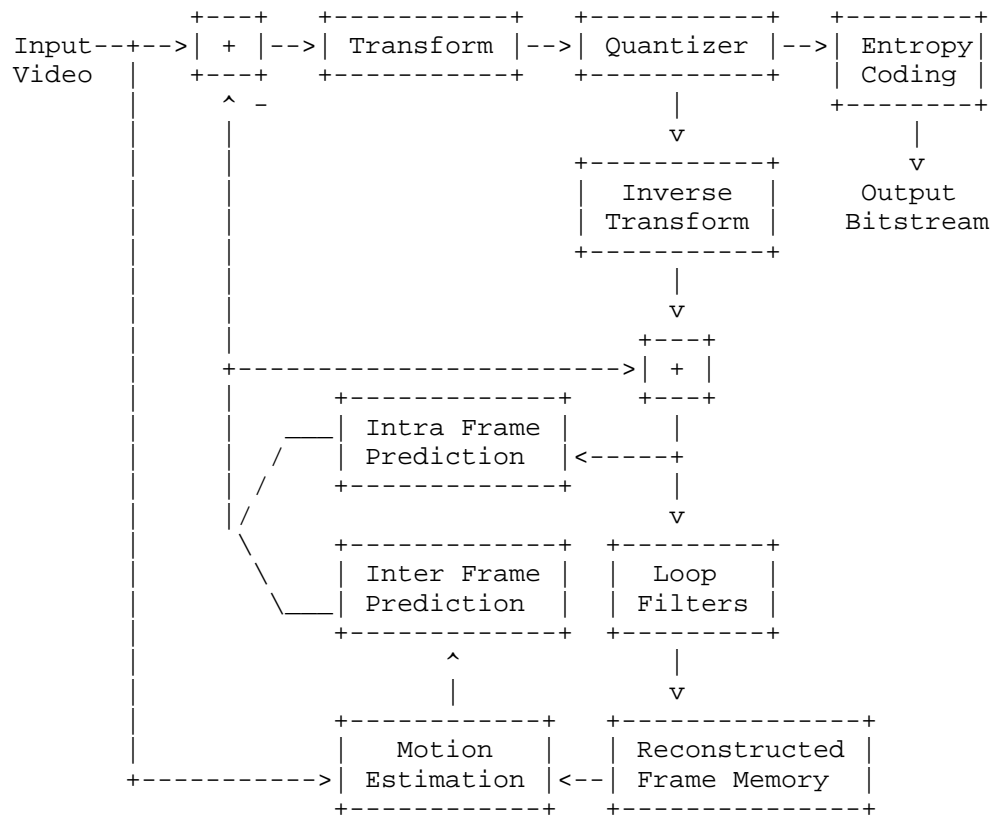 Input + Transform Quantizer Entropy
Video Coding
-
Inverse Output
Transform Bitstream
+
Intra Frame
Prediction
Inter Frame Loop
Prediction Filters
Motion Reconstructed
Estimation Frame Memory